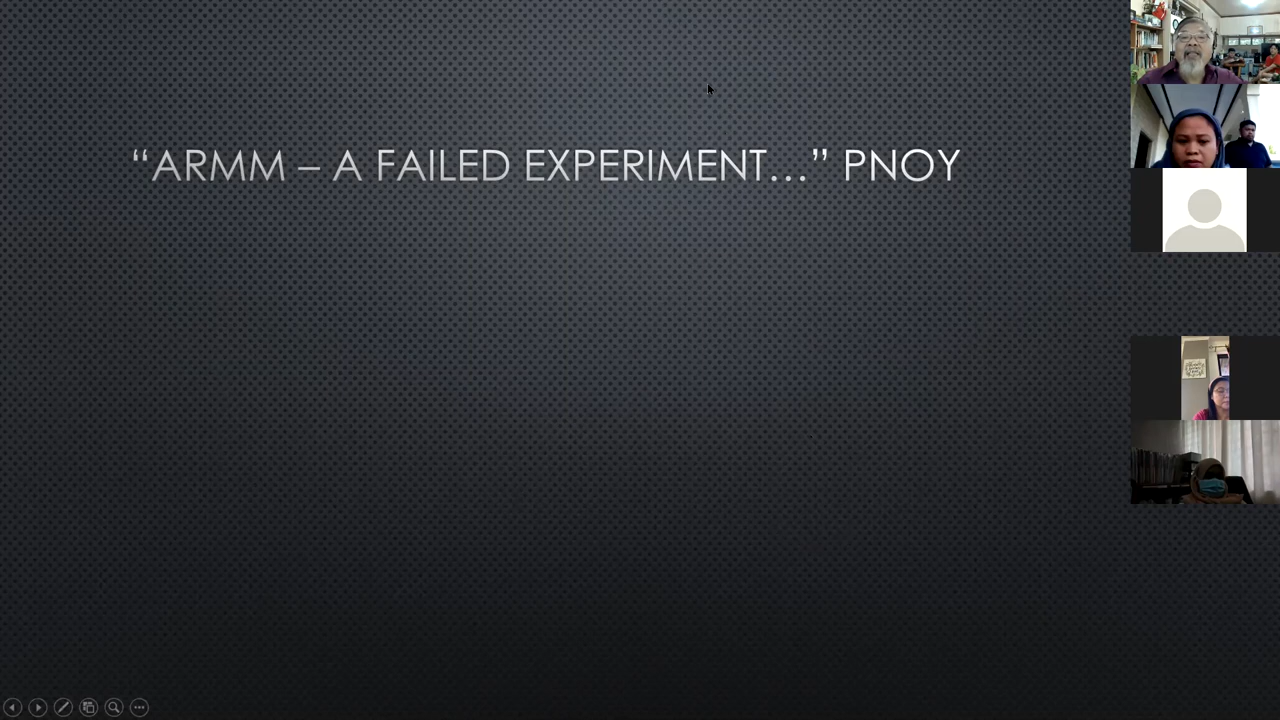 “ARMM – A FAILED EXPERIMENT…” PNOY